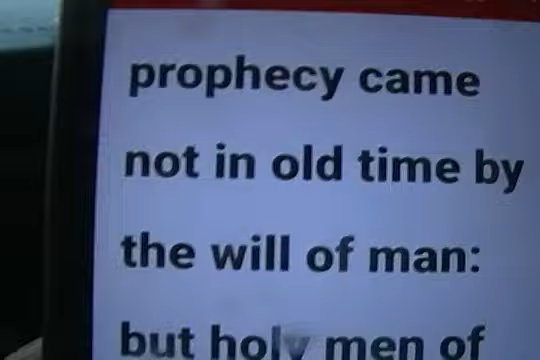 prophecy came
not in old time by
the will of man:
but holy men of